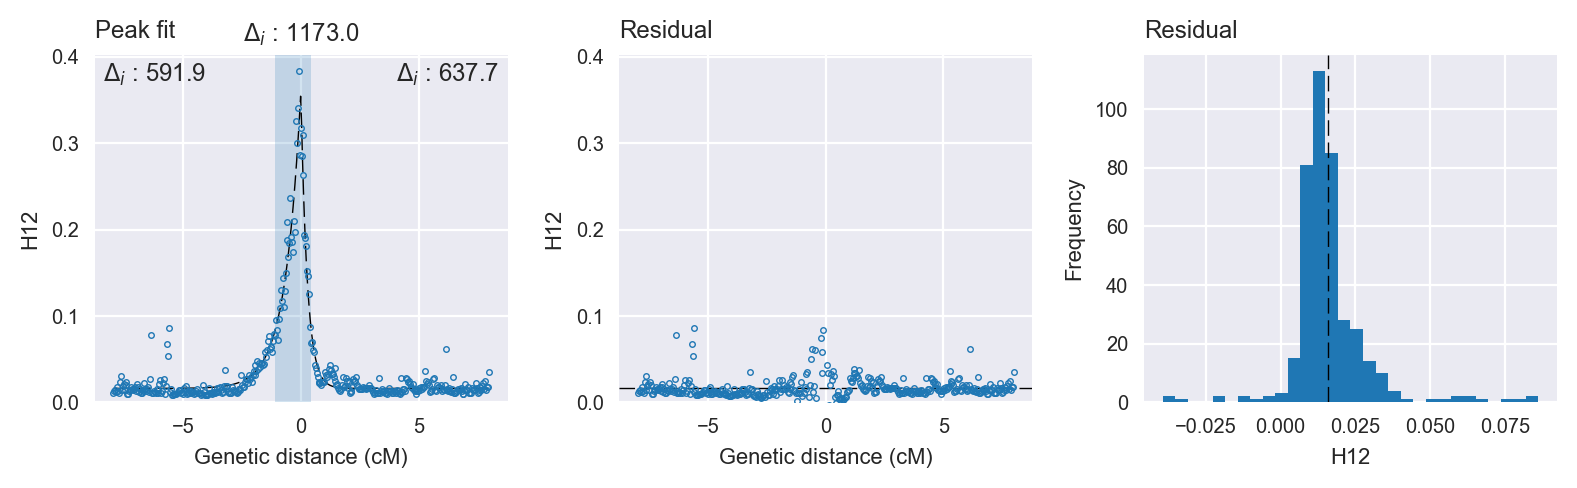 Peak fit
Δi : 1173.0
Δi : 591.9
Δi : 637.7
0.4
0.3
0.2
0.1
0.0
H12
−5
0
5
Genetic distance (cM)
Residual
0.4
0.3
0.2
0.1
0.0
H12
−5
0
5
Genetic distance (cM)
Residual
100
80
60
40
20
0
Frequency
−0.025
0.000
0.025
0.050
0.075
H12